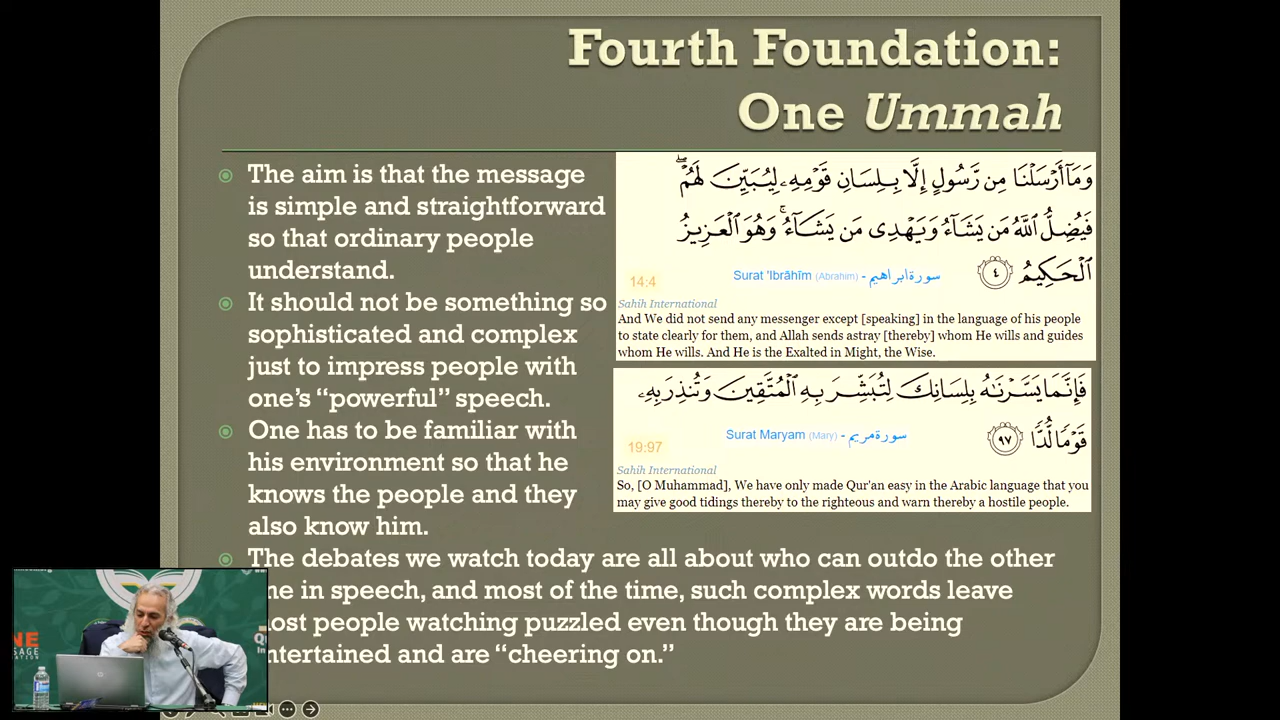 Fourth Foundation:
One Ummah
The aim is that the message
is simple and straightforward
so that ordinary people
understand.
It should not be something so
sophisticated and complex
just to impress people with
one’s “powerful” speech.
One has to be familiar with
his environment so that he
knows the people and they
also know him.
The debates we watch today are all about who can outdo the other
in speech, and most of the time, such complex words leave
people watching puzzled even though they are being
and are “cheering on.”
وَمَآ أَرْسَلْنَا مِن رَّسُولٍ إِلَّا بِلِسَانِ قَوْمِهِۦ لِيُبَيِّنَ لَهُمْ ۖ
فَيُضِلُّ ٱللَّهُ مَن يَشَآءُ وَيَهْدِى مَن يَشَآءُ ۚ وَهُوَ ٱلْعَزِيزُ
ٱلْحَكِيمُ ٤
14:4 Surat 'Ibrāhīm (Abrahim) - سورة ابراهيم
Sahih International
And We did not send any messenger except [speaking] in the language of his people
to state clearly for them, and Allah sends astray [thereby] whom He wills and guides
whom He wills. And He is the Exalted in Might, the Wise.
فَإِنَّمَا يَسَّرْنَٰهُ بِلِسَانِكَ لِتُبَشِّرَ بِهِ ٱلْمُتَّقِينَ وَتُنذِرَ بِهِۦ
قَوْمًا لُّدًّا ٩٧
19:97 Surat Maryam (Mary) - سورة مريم
Sahih International
So, [O Muhammad], We have only made Qur'an easy in the Arabic language that you
may give good tidings thereby to the righteous and warn thereby a hostile people.